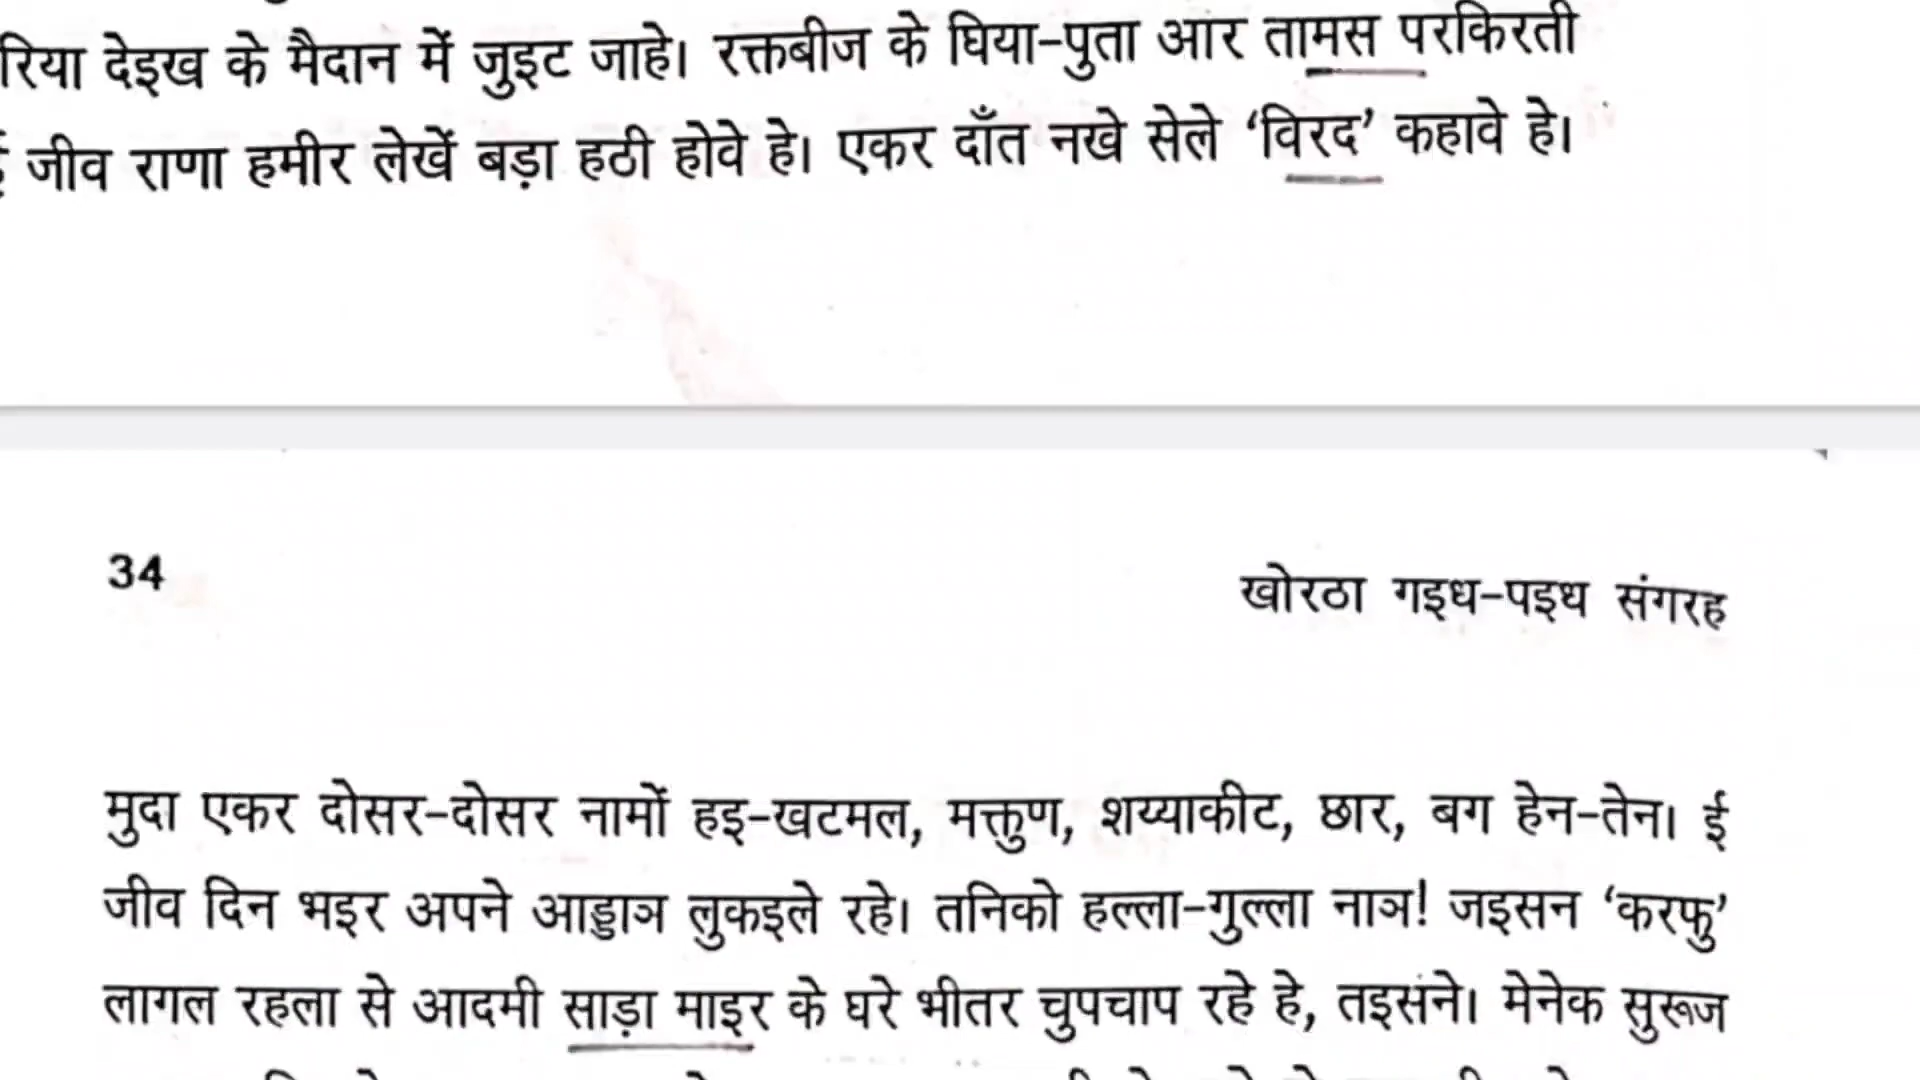 रिया देइख के मैदान में जुइट जाहे। रक्तबीज के घिया-पुता आर तामस परकिरती
जीव राणा हमीर लेखें बड़ा हठी होवे हे। एकर दाँत नखे सेले ‘विरद’ कहावे हे।
34
खोरठा गइध-पइध संगरह
मुदा एकर दोसर-दोसर नामों हइ-खटमल, मत्कुण, शय्याकीट, छार, बग हेन-तेन। ई
जीव दिन भइर अपने आड्डाञ लुकइले रहे। तनिको हल्ला-गुल्ला नाञ! जइसन ‘करफु’
लागल रहला से आदमी साड़ा माइर के घरे भीतर चुपचाप रहे हे, तइसने। मेनेक सुरूज